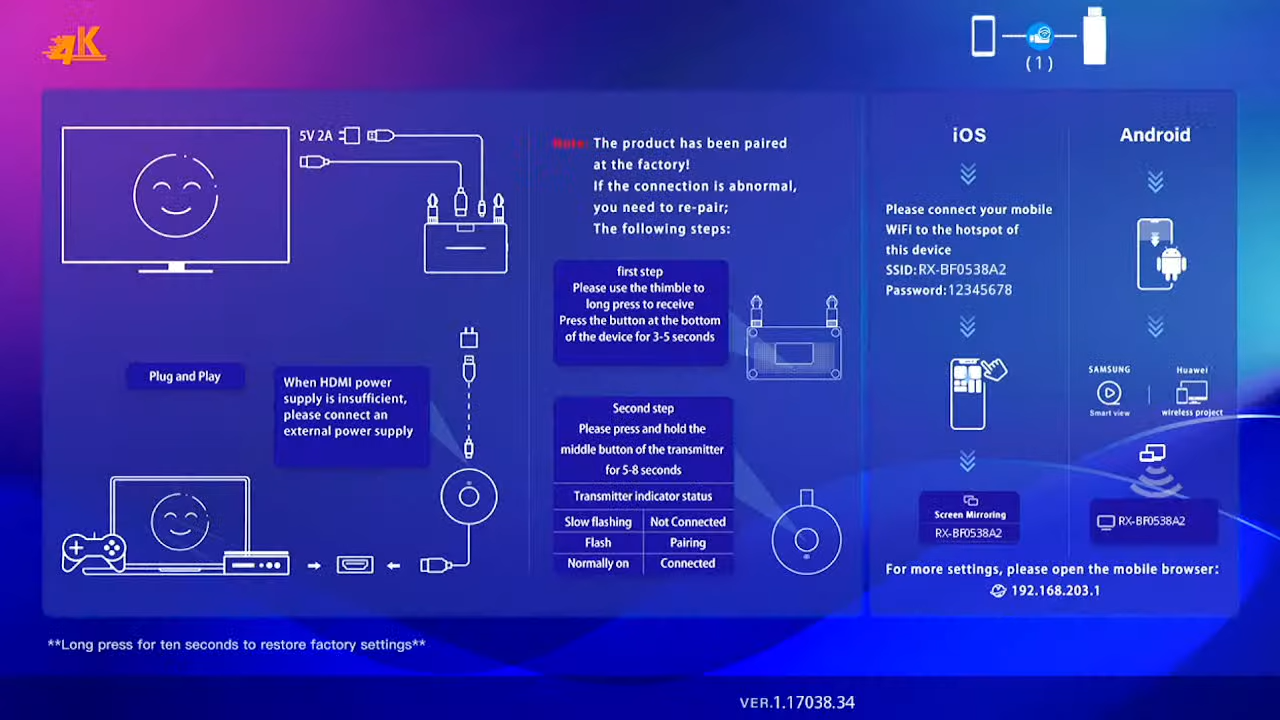 4K
(1)
5V 2A
Plug and Play
When HDMI power
supply is insufficient,
please connect an
external power supply
Note:
The product has been paired
at the factory!
If the connection is abnormal,
you need to re-pair;
The following steps:
first step
Please use the thimble to
long press to receive
Press the button at the bottom
of the device for 3-5 seconds
Second step
Please press and hold the
middle button of the transmitter
for 5-8 seconds
Transmitter indicator status
Slow flashing Not Connected
Flash Pairing
Normally on Connected
iOS
Please connect your mobile
WiFi to the hotspot of
this device
SSID:RX-BF0538A2
Password:12345678
Screen Mirroring
RX-BF0538A2
Android
SAMSUNG
Smart view
Huawei
wireless project
RX-BF0538A2
For more settings, please open the mobile browser:
192.168.203.1
**Long press for ten seconds to restore factory settings**
VER.1.17038.34